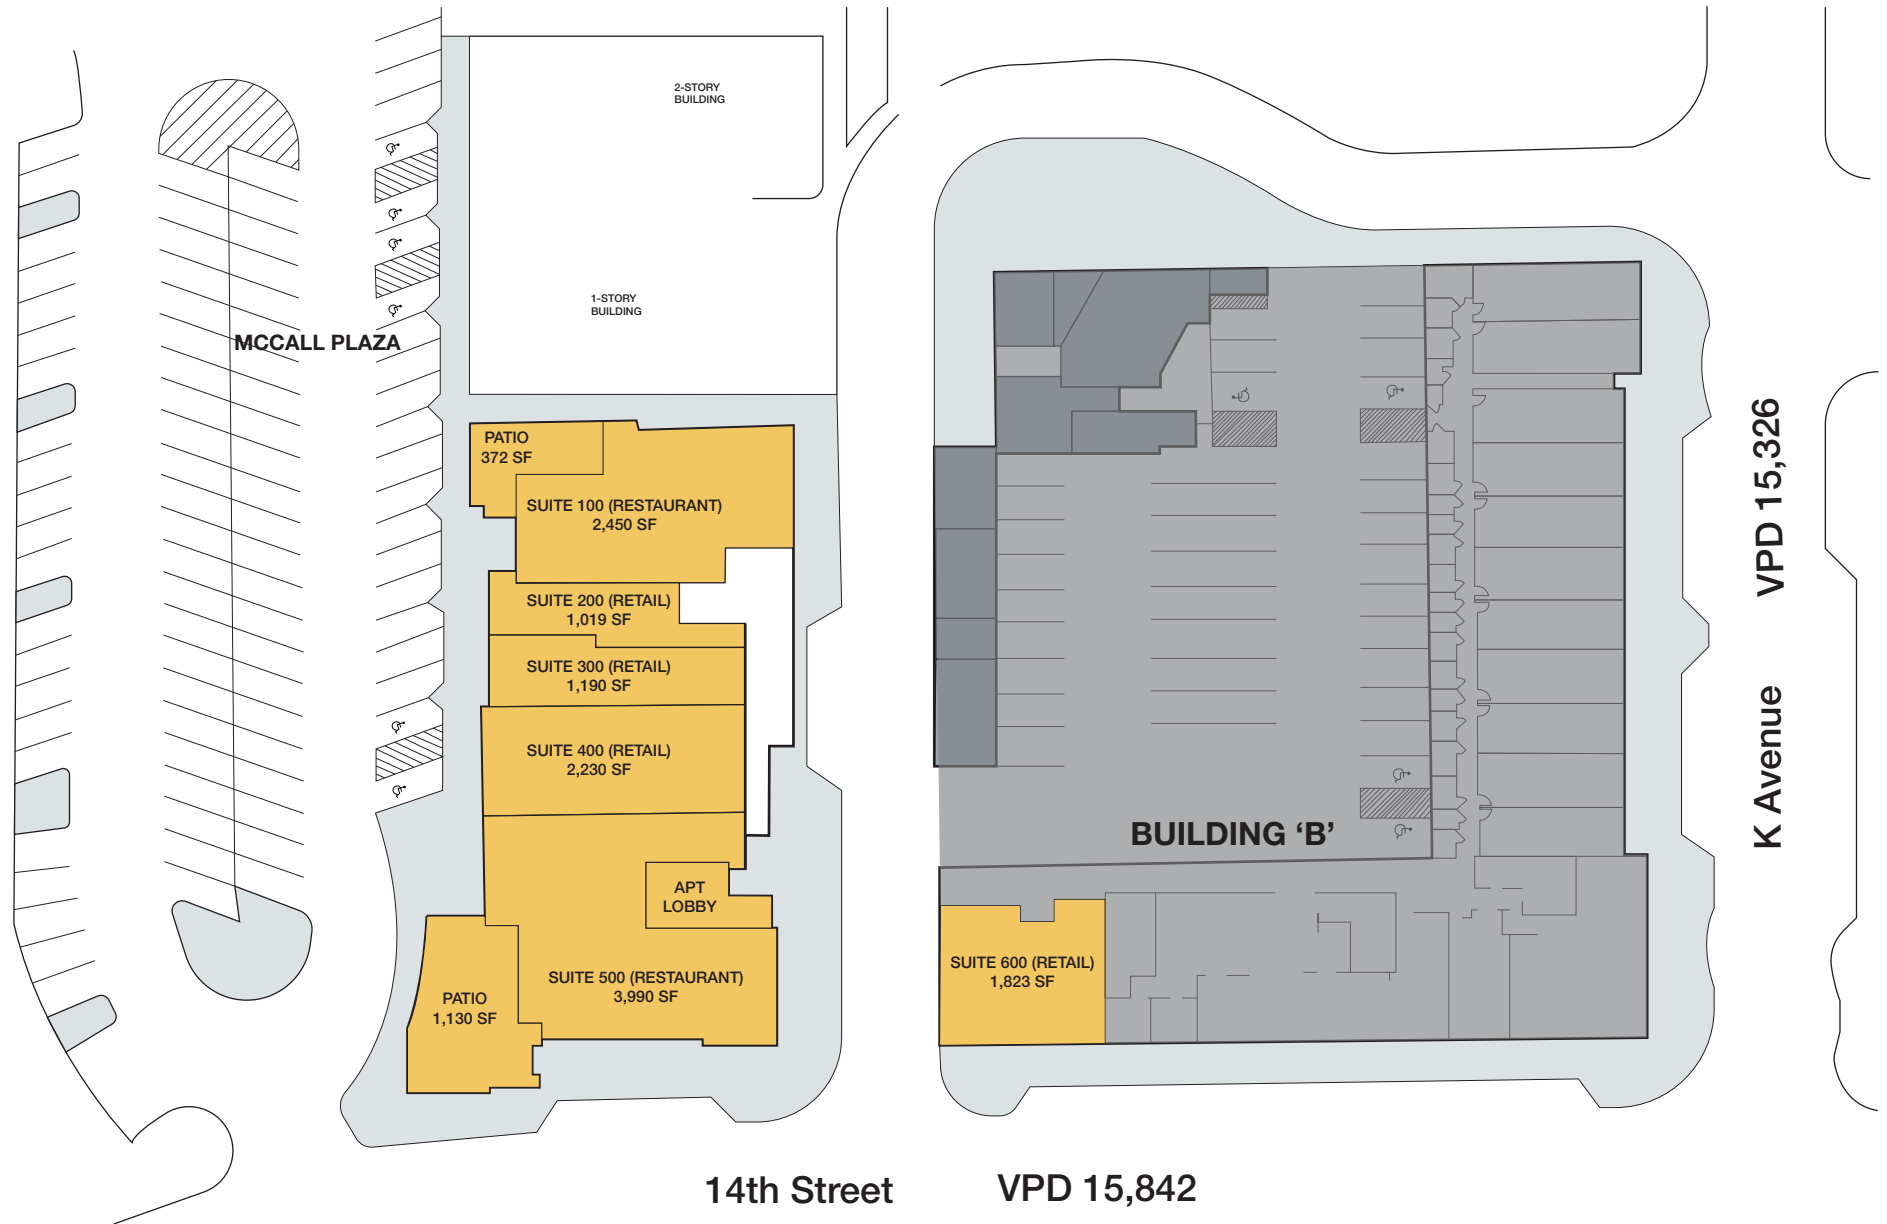 2-STORY
BUILDING
1-STORY
BUILDING
MCCALL PLAZA
PATIO
372 SF
SUITE 100 (RESTAURANT)
2,450 SF
SUITE 200 (RETAIL)
1,019 SF
SUITE 300 (RETAIL)
1,190 SF
SUITE 400 (RETAIL)
2,230 SF
APT
LOBBY
SUITE 500 (RESTAURANT)
3,990 SF
PATIO
1,130 SF
BUILDING ‘B’
SUITE 600 (RETAIL)
1,823 SF
K Avenue VPD 15,326
14th Street VPD 15,842